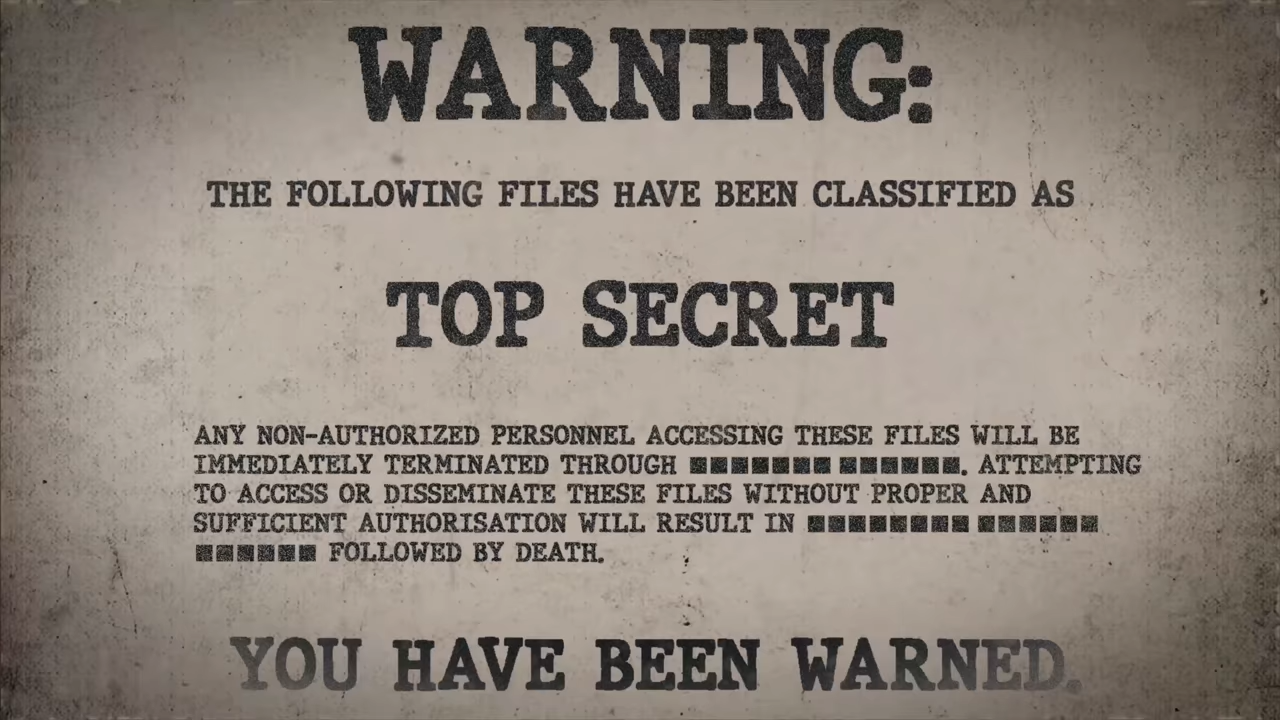 WARNING:
THE FOLLOWING FILES HAVE BEEN CLASSIFIED AS
TOP SECRET
ANY NON-AUTHORIZED PERSONNEL ACCESSING THESE FILES WILL BE
IMMEDIATELY TERMINATED THROUGH ■■■■■■■ ■■■■■■. ATTEMPTING
TO ACCESS OR DISSEMINATE THESE FILES WITHOUT PROPER AND
SUFFICIENT AUTHORISATION WILL RESULT IN ■■■■■■■■ ■■■■■■
■■■■■■ FOLLOWED BY DEATH.
YOU HAVE BEEN WARNED.